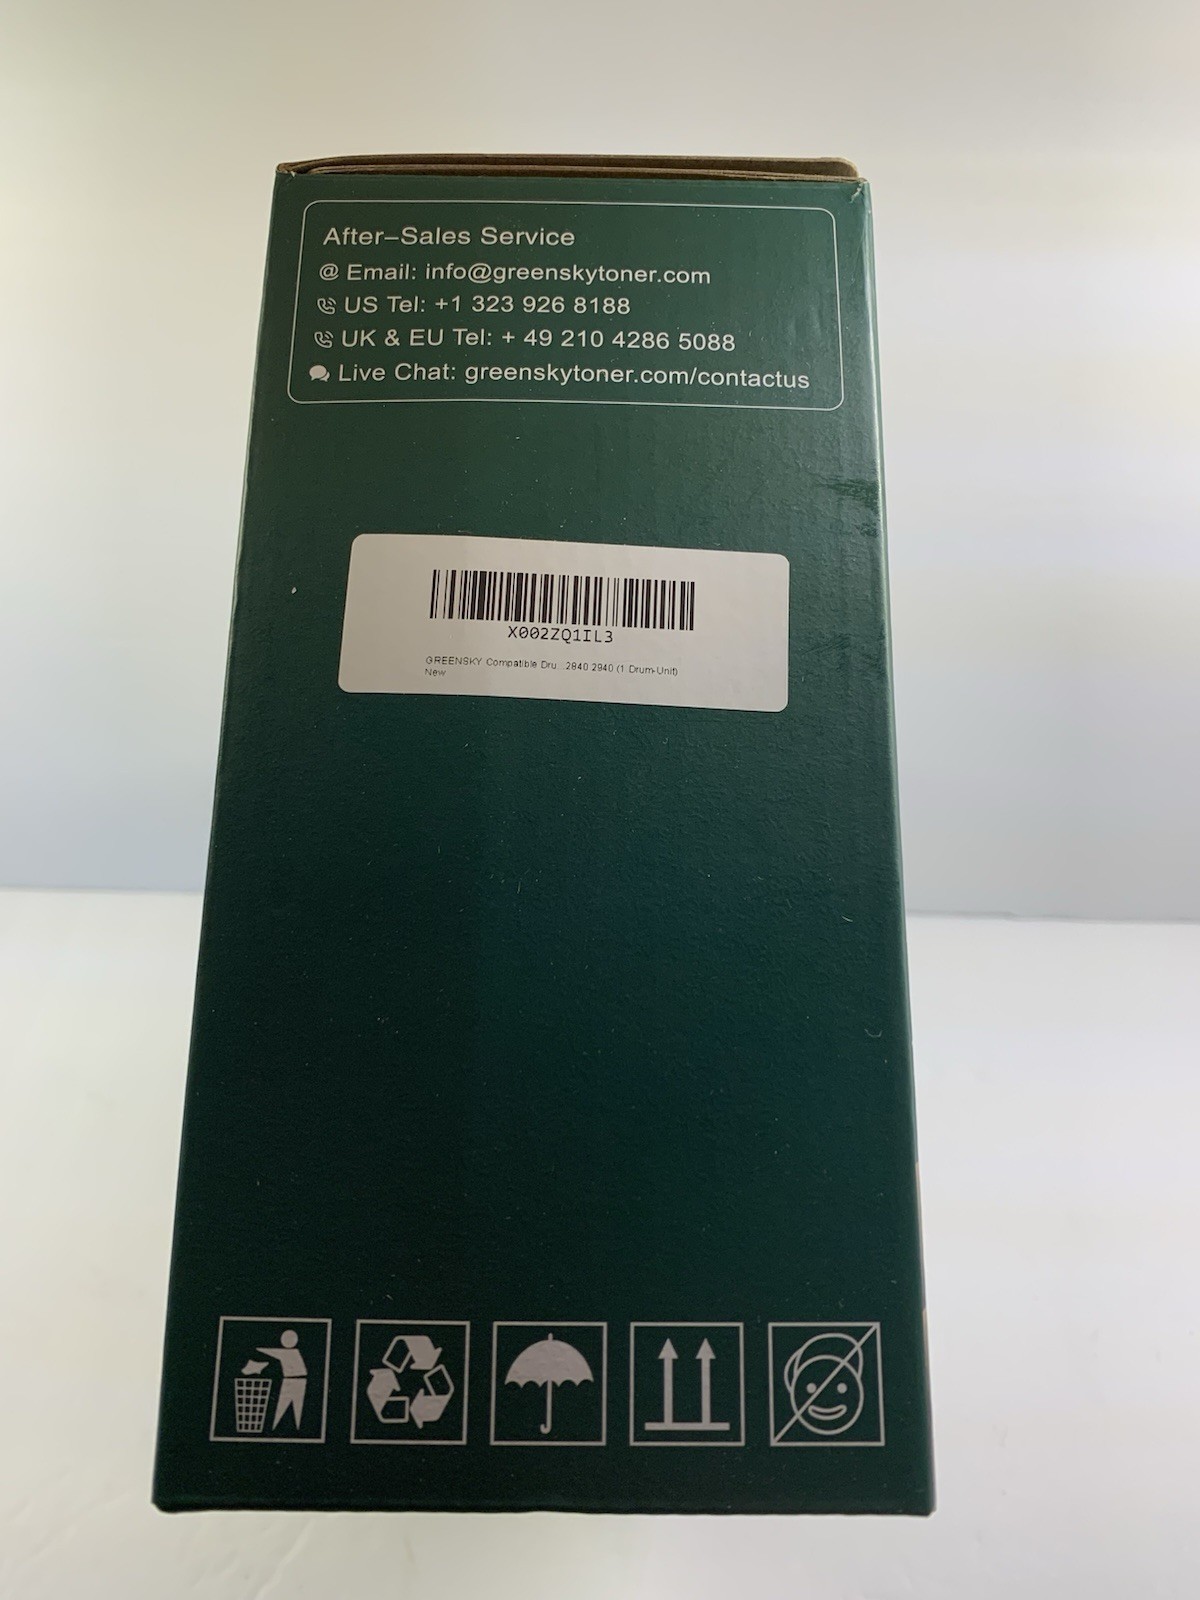 After–Sales Service
@ Email: info@greenskytoner.com
US Tel: +1 323 926 8188
UK & EU Tel: + 49 210 4286 5088
Live Chat: greenskytoner.com/contactus
X002ZQ1IL3
GREENSKY Compatible Dru...2840 2940 (1 Drum-Unit)
New